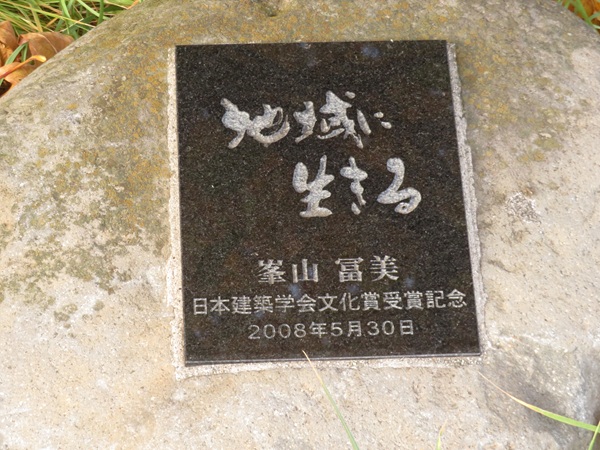 地域に
生きる
峯山 冨美
日本建築学会文化賞受賞記念
2008年5月30日